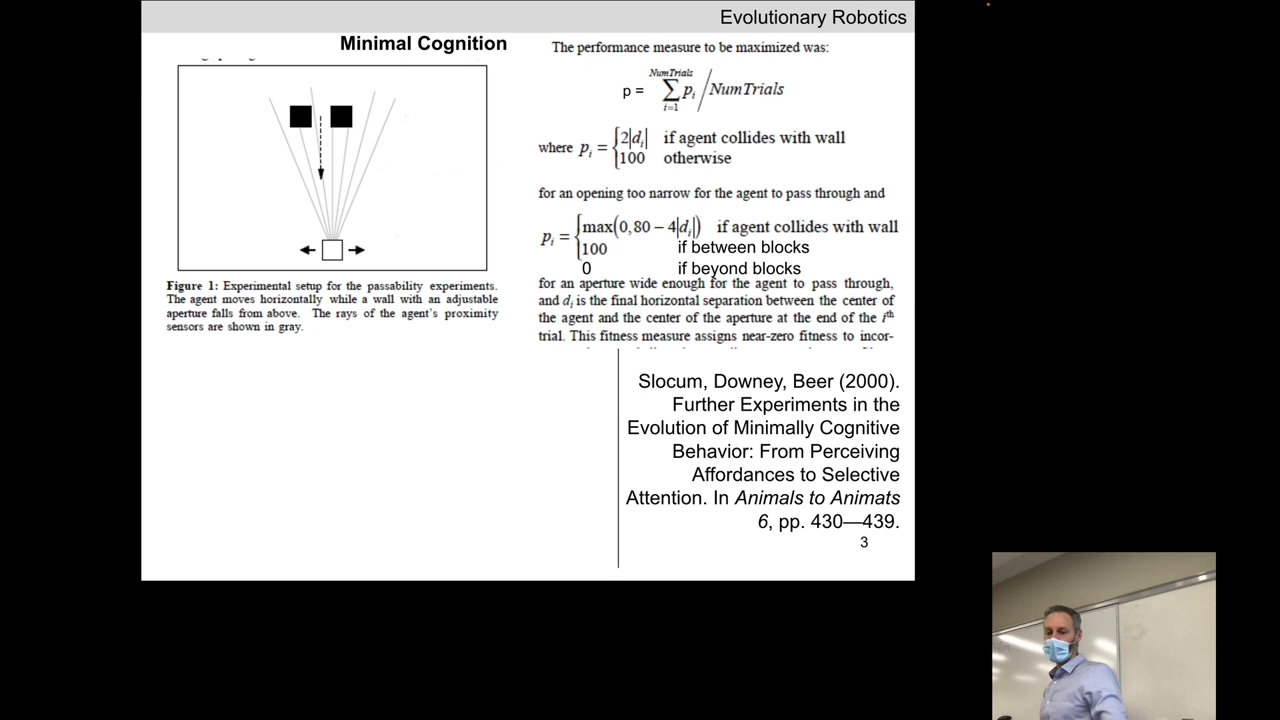 Evolutionary Robotics
Minimal Cognition
Figure 1: Experimental setup for the passability experiments.
The agent moves horizontally while a wall with an adjustable
aperture falls from above. The rays of the agent's proximity
sensors are shown in gray.
The performance measure to be maximized was:
p = NumTrials ∑ i=1 p_i / NumTrials
where p_i = { 2|d_i| if agent collides with wall
100 otherwise
for an opening too narrow for the agent to pass through and
p_i = { max(0, 80 − 4|d_i|) if agent collides with wall
100 if between blocks
0 if beyond blocks
for an aperture wide enough for the agent to pass through,
and d_i is the final horizontal separation between the center of
the agent and the center of the aperture at the end of the i^th
trial. This fitness measure assigns near-zero fitness to incor-
Slocum, Downey, Beer (2000).
Further Experiments in the
Evolution of Minimally Cognitive
Behavior: From Perceiving
Affordances to Selective
Attention. In Animals to Animats
6, pp. 430—439.
3